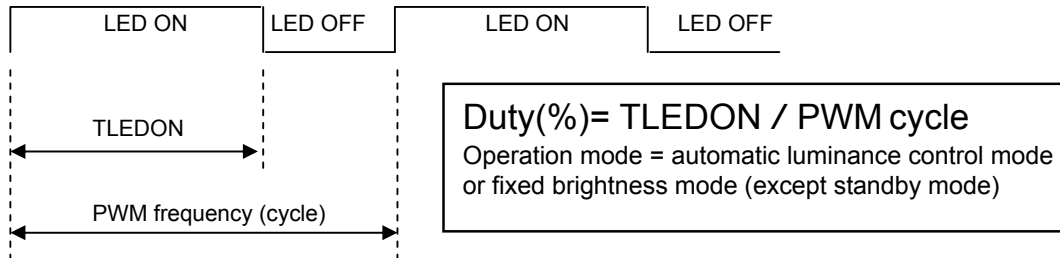 LED ON LED OFF LED ON LED OFF
TLEDON
PWM frequency (cycle)
Duty(%)= TLEDON / PWM cycle
Operation mode = automatic luminance control mode
or fixed brightness mode (except standby mode)